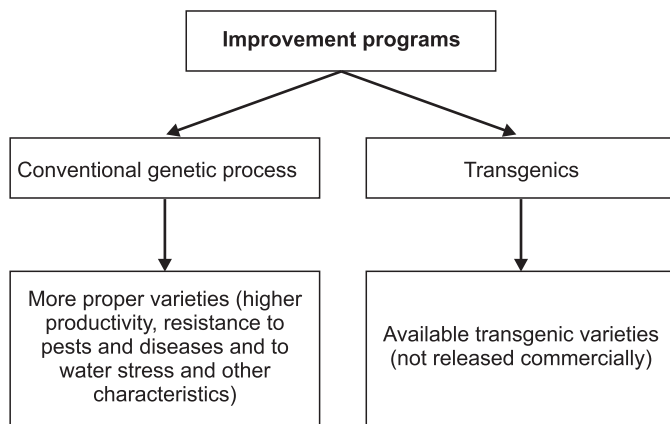 Improvement programs
Conventional genetic process
Transgenics
More proper varieties (higher
productivity, resistance to
pests and diseases and to
water stress and other
characteristics)
Available transgenic varieties
(not released commercially)